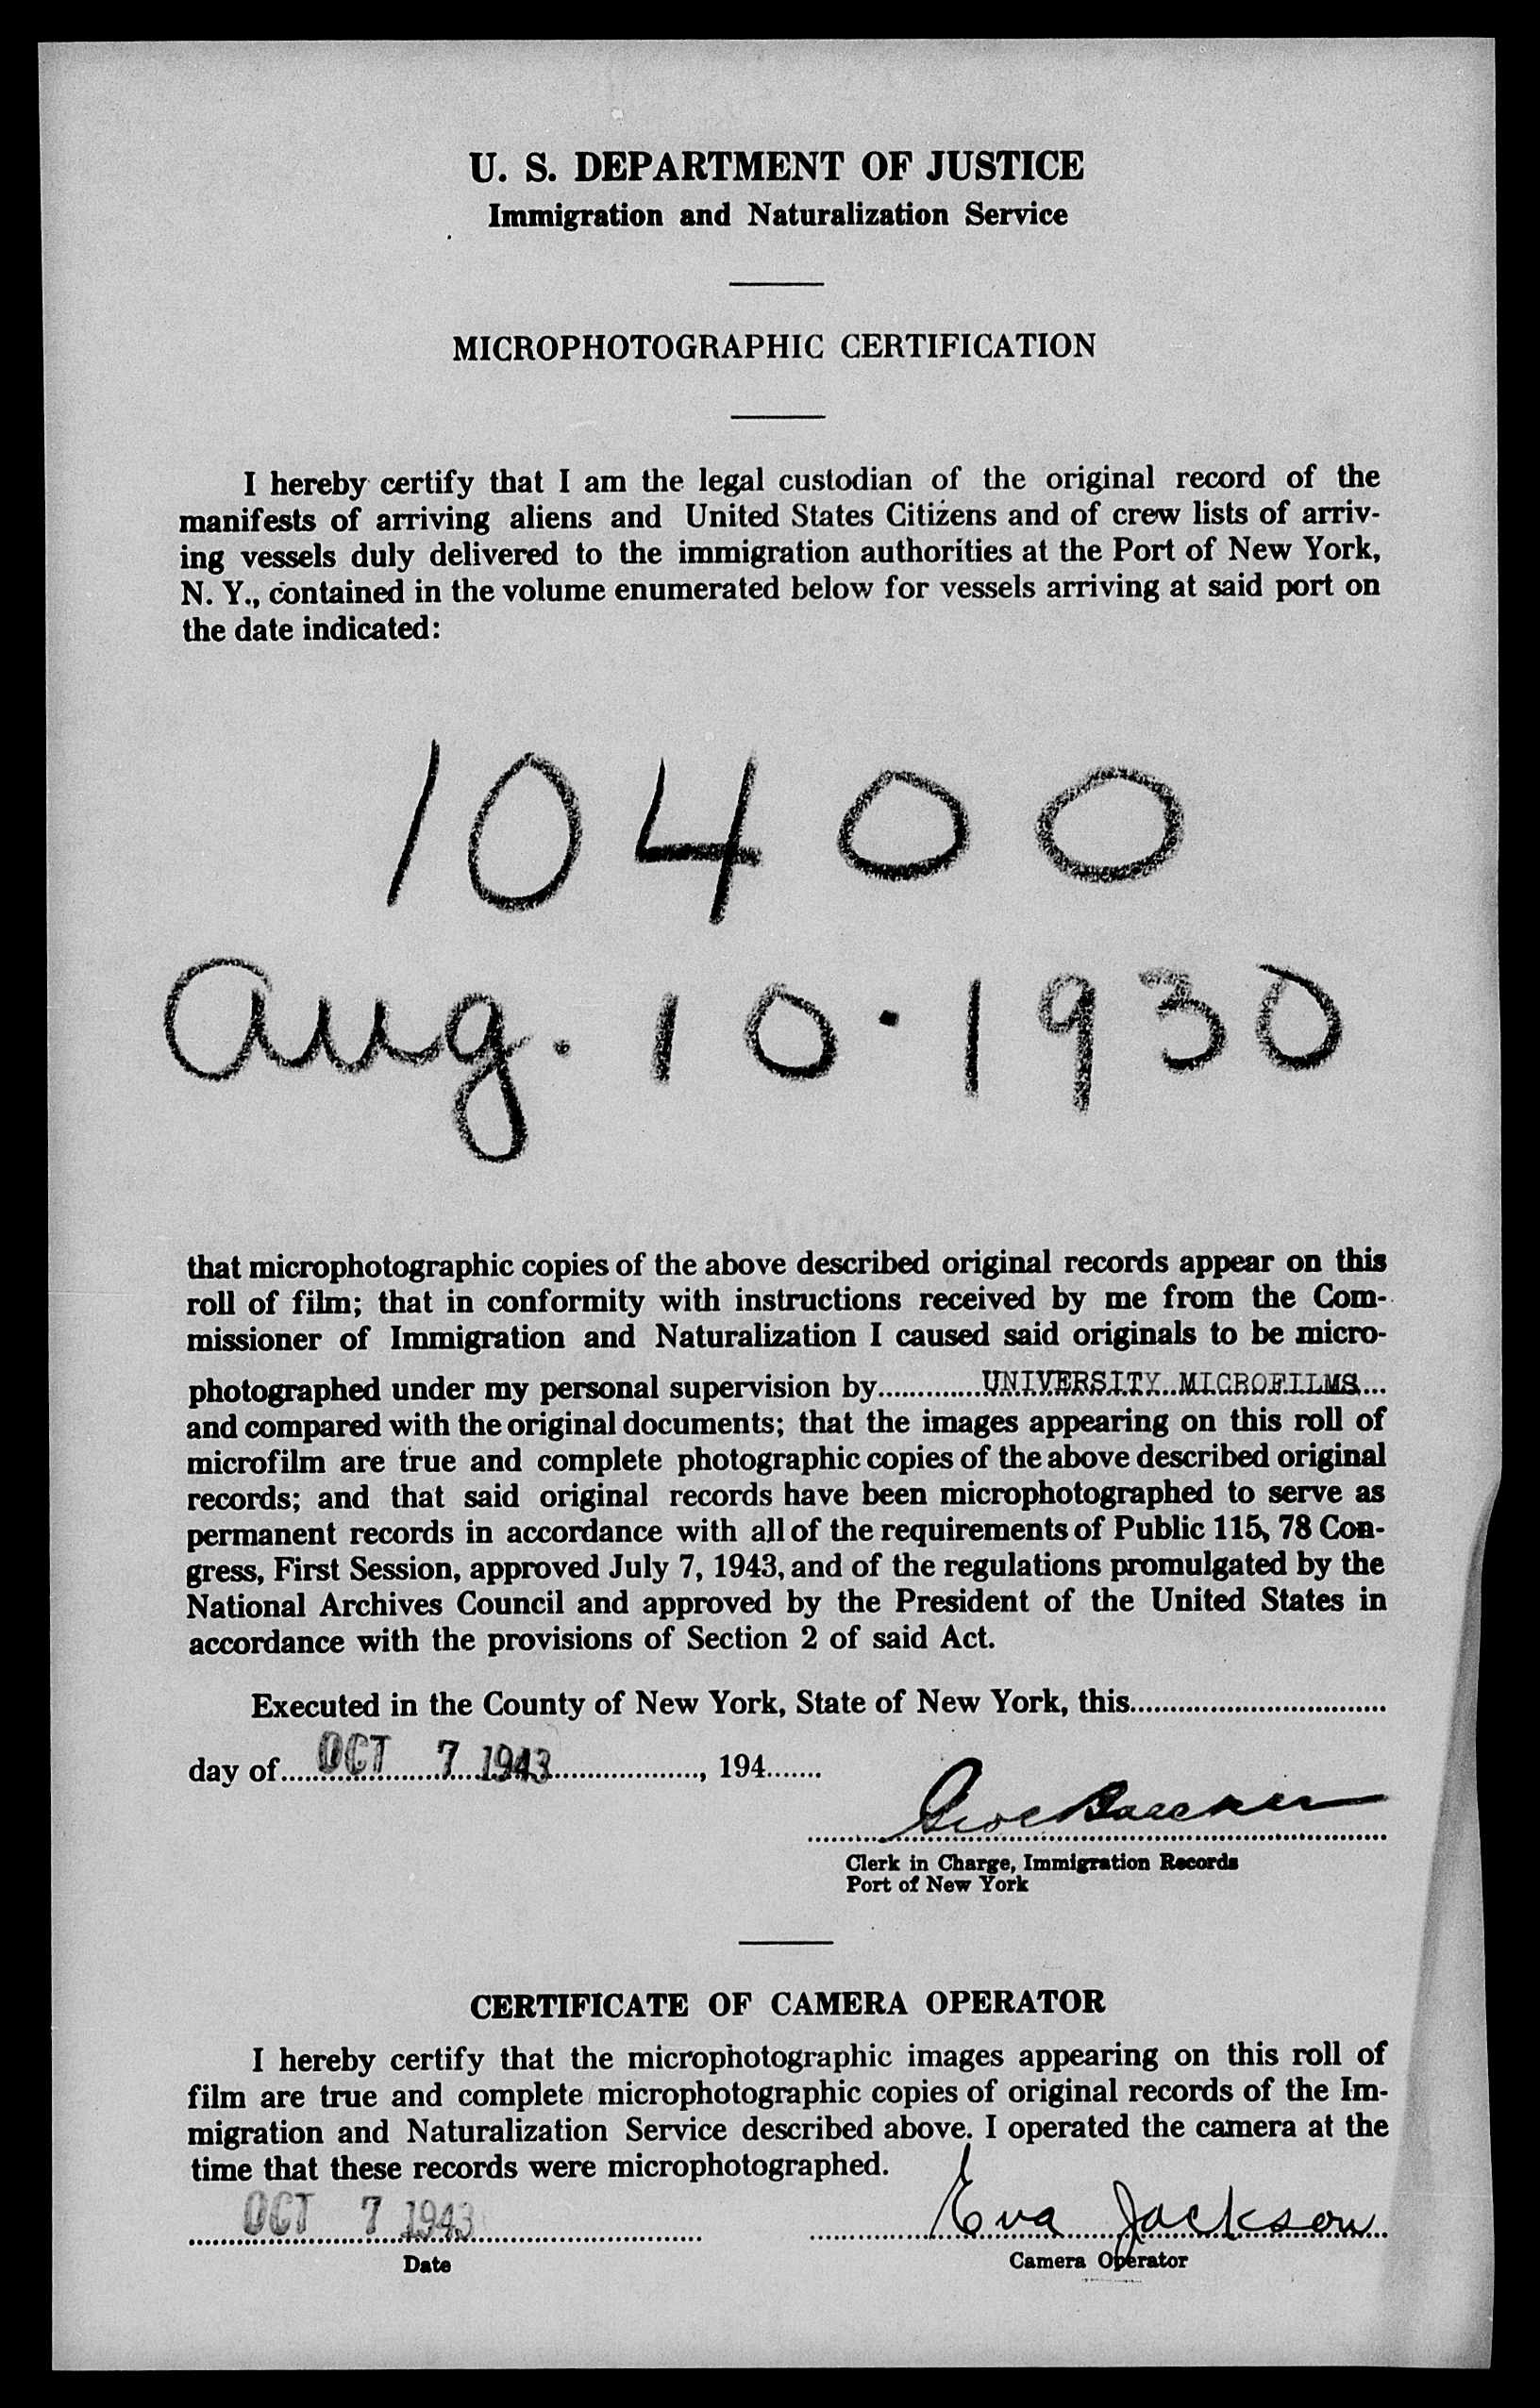 U. S. DEPARTMENT OF JUSTICE
Immigration and Naturalization Service
MICROPHOTOGRAPHIC CERTIFICATION
I hereby certify that I am the legal custodian of the original record of the
manifests of arriving aliens and United States Citizens and of crew lists of arriv-
ing vessels duly delivered to the immigration authorities at the Port of New York,
N. Y., contained in the volume enumerated below for vessels arriving at said port on
the date indicated:
10400
Aug. 10.1930
that microphotographic copies of the above described original records appear on this
roll of film; that in conformity with instructions received by me from the Com-
missioner of Immigration and Naturalization I caused said originals to be micro-
photographed under my personal supervision by.............UNIVERSITY MICROFILMS...
and compared with the original documents; that the images appearing on this roll of
microfilm are true and complete photographic copies of the above described original
records; and that said original records have been microphotographed to serve as
permanent records in accordance with all of the requirements of Public 115, 78 Con-
gress, First Session, approved July 7, 1943, and of the regulations promulgated by the
National Archives Council and approved by the President of the United States in
accordance with the provisions of Section 2 of said Act.
Executed in the County of New York, State of New York, this................................
day of.....OCT 7 1943..................., 194.......
Clerk in Charge, Immigration Records
Port of New York
CERTIFICATE OF CAMERA OPERATOR
I hereby certify that the microphotographic images appearing on this roll of
film are true and complete microphotographic copies of original records of the Im-
migration and Naturalization Service described above. I operated the camera at the
time that these records were microphotographed.
OCT 7 1943 Eva Jackson
Date Camera Operator